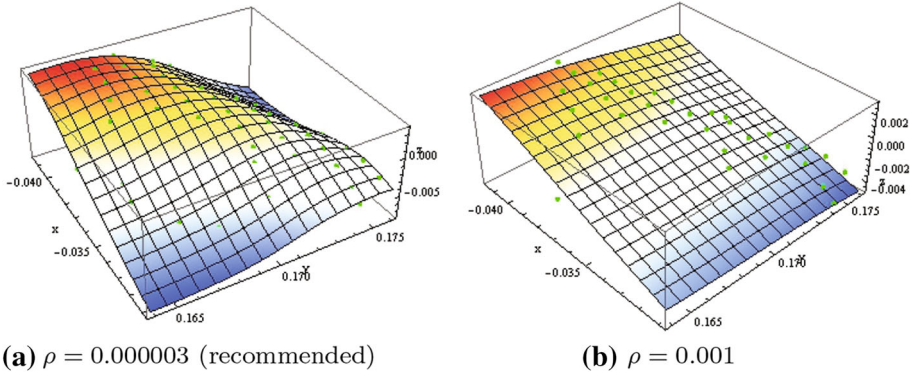 -0.040
x
-0.035
0.165
0.170
Y
0.175
0.000
z
-0.005
(a) ρ = 0.000003 (recommended)
-0.040
x
-0.035
0.165
0.170
Y
0.175
0.002
0.000
-0.002
z
-0.004
(b) ρ = 0.001